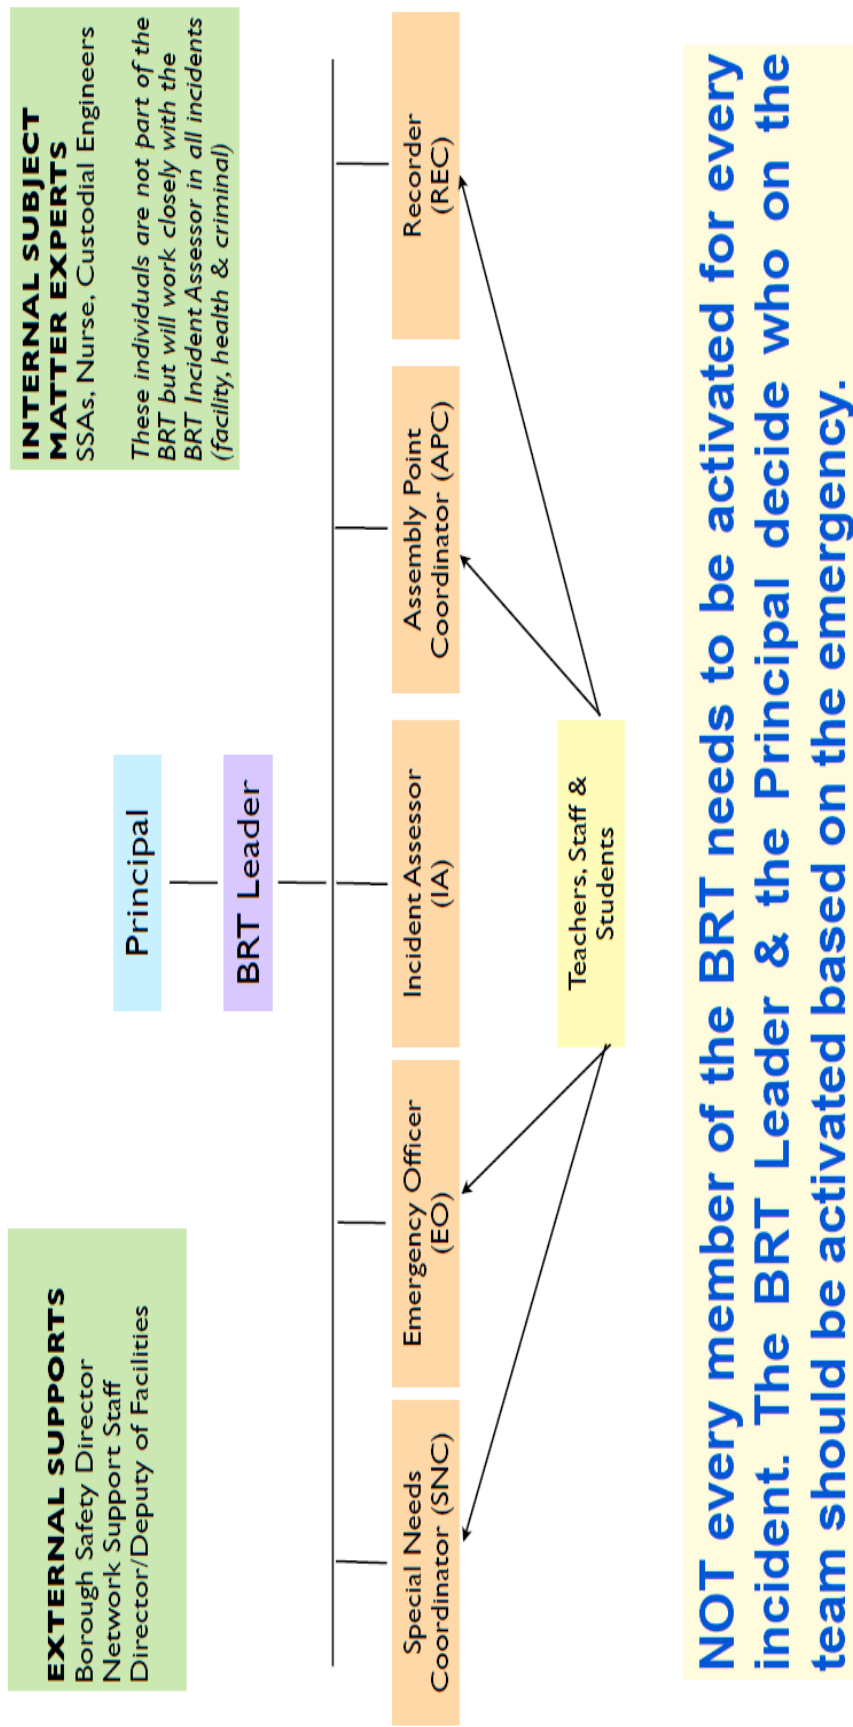 EXTERNAL SUPPORTS
Borough Safety Director
Network Support Staff
Director/Deputy of Facilities
Principal
BRT Leader
INTERNAL SUBJECT
MATTER EXPERTS
SSAs, Nurse, Custodial Engineers
These individuals are not part of the
BRT but will work closely with the
BRT Incident Assessor in all incidents
(facility, health & criminal)
Special Needs
Coordinator (SNC)
Emergency Officer
(EO)
Incident Assessor
(IA)
Assembly Point
Coordinator (APC)
Recorder
(REC)
Teachers, Staff &
Students
NOT every member of the BRT needs to be activated for every
incident. The BRT Leader & the Principal decide who on the
team should be activated based on the emergency.